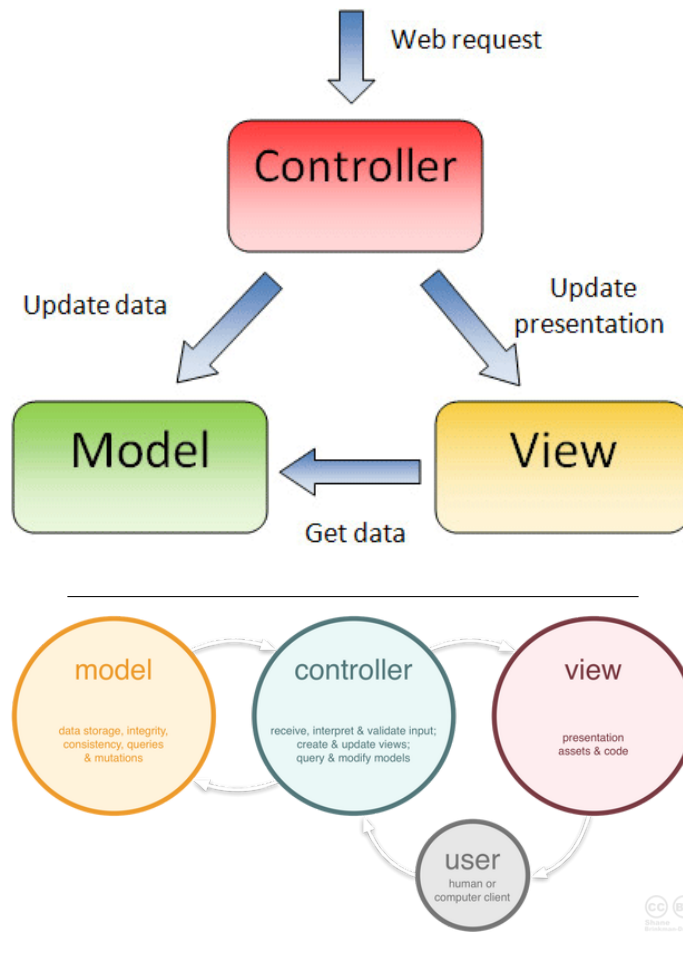 Web request
Controller
Update data
Update
presentation
Model
View
Get data
model
data storage, integrity,
consistency, queries
& mutations
controller
receive, interpret & validate input;
create & update views;
query & modify models
view
presentation
assets & code
user
human or
computer client
CC